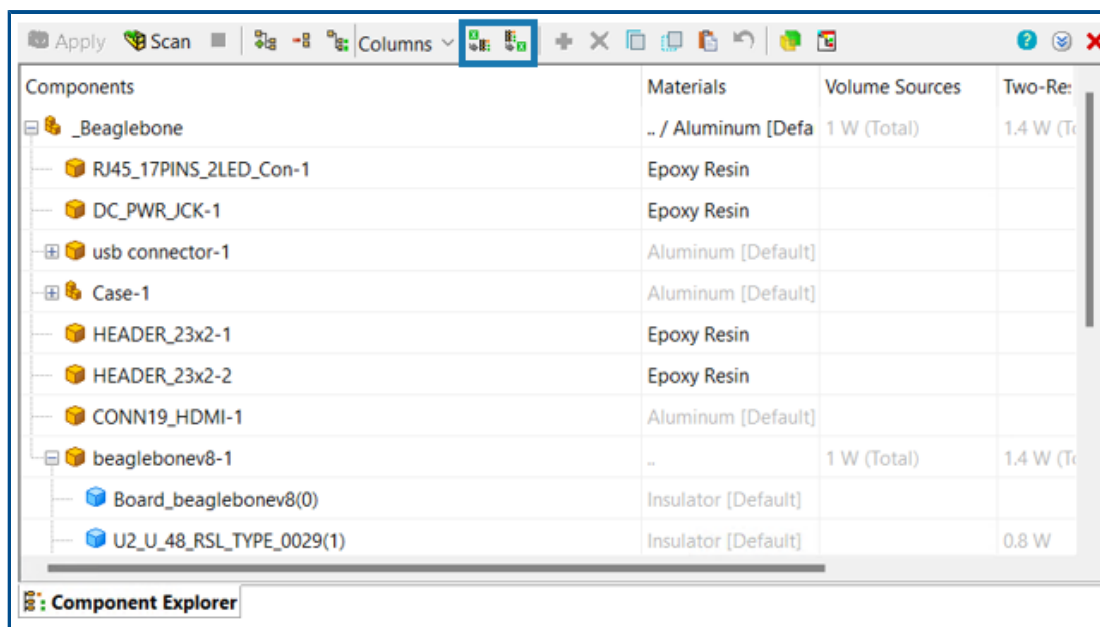 Apply Scan Columns
Components Materials Volume Sources Two-Re
_Beaglebone .. / Aluminum [Defa 1 W (Total) 1.4 W (To
RJ45_17PINS_2LED_Con-1 Epoxy Resin
DC_PWR_JCK-1 Epoxy Resin
usb connector-1 Aluminum [Default]
Case-1 Aluminum [Default]
HEADER_23x2-1 Epoxy Resin
HEADER_23x2-2 Epoxy Resin
CONN19_HDMI-1 Aluminum [Default]
beaglebonev8-1 .. 1 W (Total) 1.4 W (To
Board_beaglebonev8(0) Insulator [Default]
U2_U_48_RSL_TYPE_0029(1) Insulator [Default] 0.8 W
Component Explorer